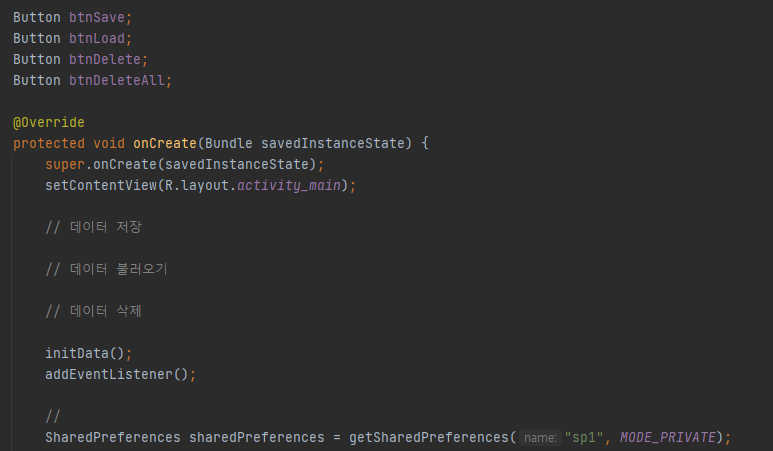 Button btnSave;
Button btnLoad;
Button btnDelete;
Button btnDeleteAll;
@Override
protected void onCreate(Bundle savedInstanceState) {
super.onCreate(savedInstanceState);
setContentView(R.layout.activity_main);
// 데이터 저장
// 데이터 불러오기
// 데이터 삭제
initData();
addEventListener();
//
SharedPreferences sharedPreferences = getSharedPreferences( name: "sp1", MODE_PRIVATE);